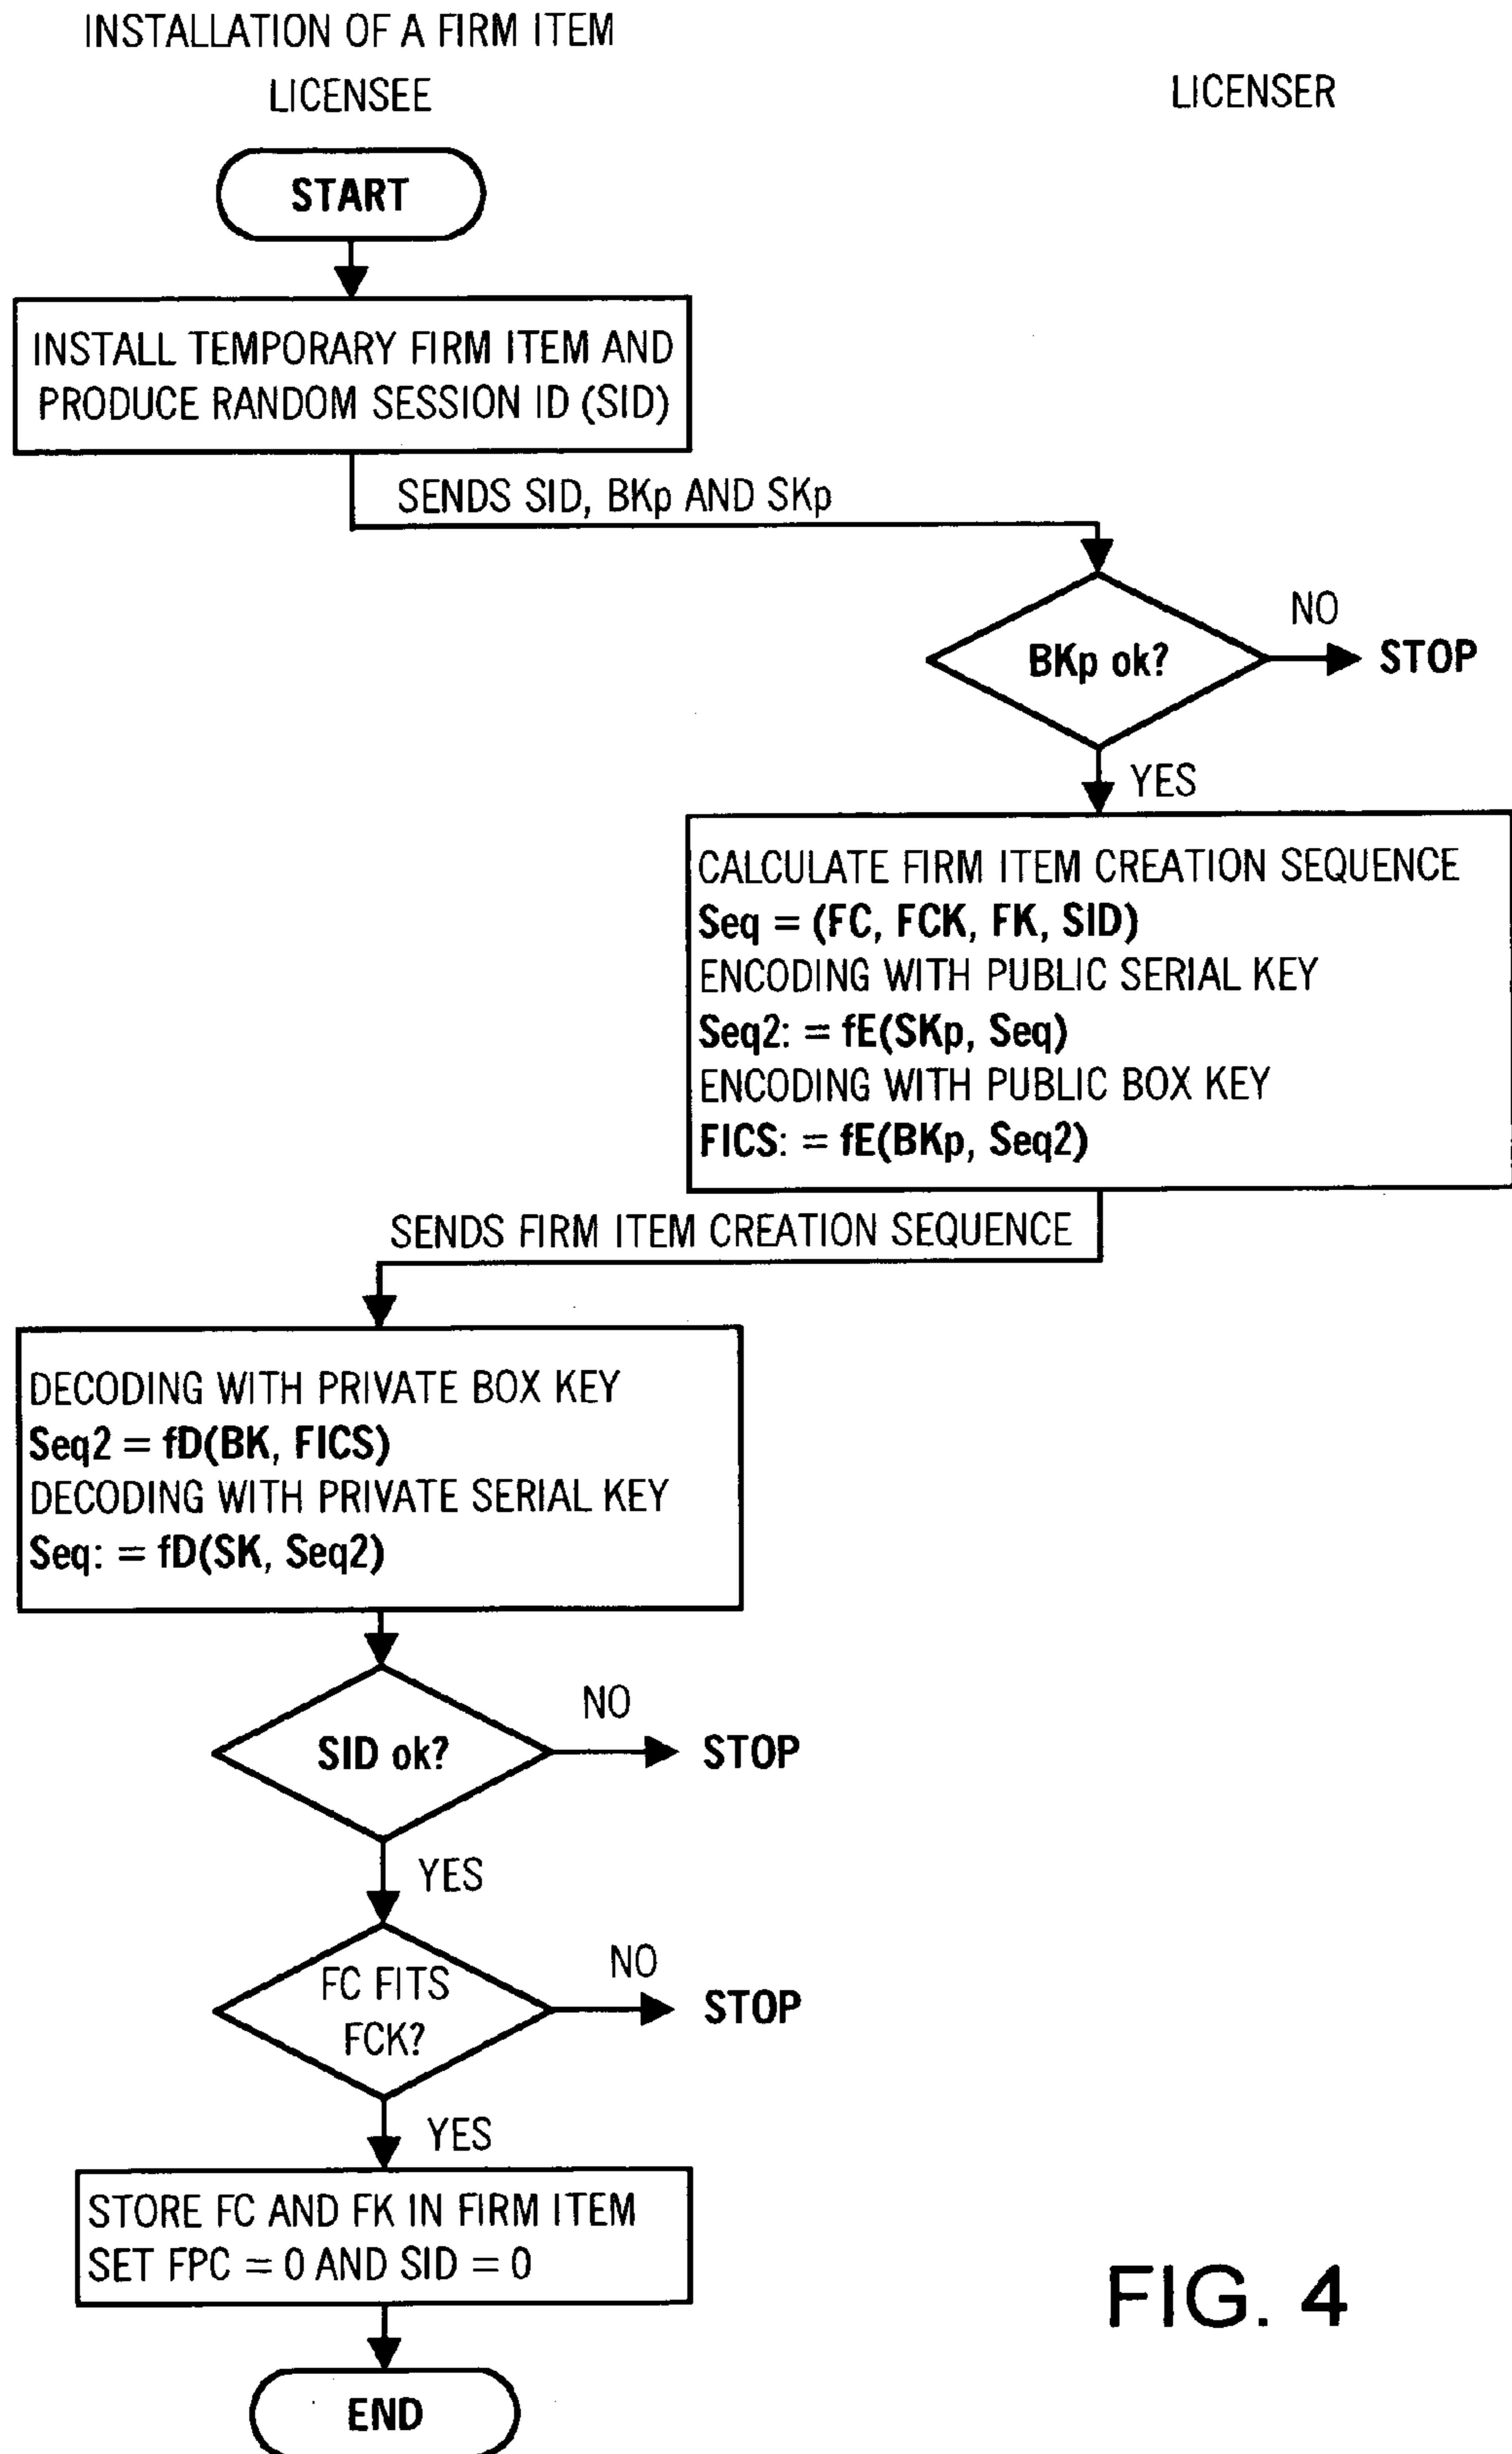 INSTALLATION OF A FIRM ITEM
LICENSEE
LICENSER
START
INSTALL TEMPORARY FIRM ITEM AND
PRODUCE RANDOM SESSION ID (SID)
SENDS SID, BKp AND SKp
BKp ok?
NO
STOP
YES
CALCULATE FIRM ITEM CREATION SEQUENCE
Seq = (FC, FCK, FK, SID)
ENCODING WITH PUBLIC SERIAL KEY
Seq2: = fE(SKp, Seq)
ENCODING WITH PUBLIC BOX KEY
FICS: = fE(BKp, Seq2)
SENDS FIRM ITEM CREATION SEQUENCE
DECODING WITH PRIVATE BOX KEY
Seq2 = fD(BK, FICS)
DECODING WITH PRIVATE SERIAL KEY
Seq: = fD(SK, Seq2)
SID ok?
NO
STOP
YES
FC FITS
FCK?
NO
STOP
YES
STORE FC AND FK IN FIRM ITEM
SET FPC = 0 AND SID = 0
END
FIG. 4